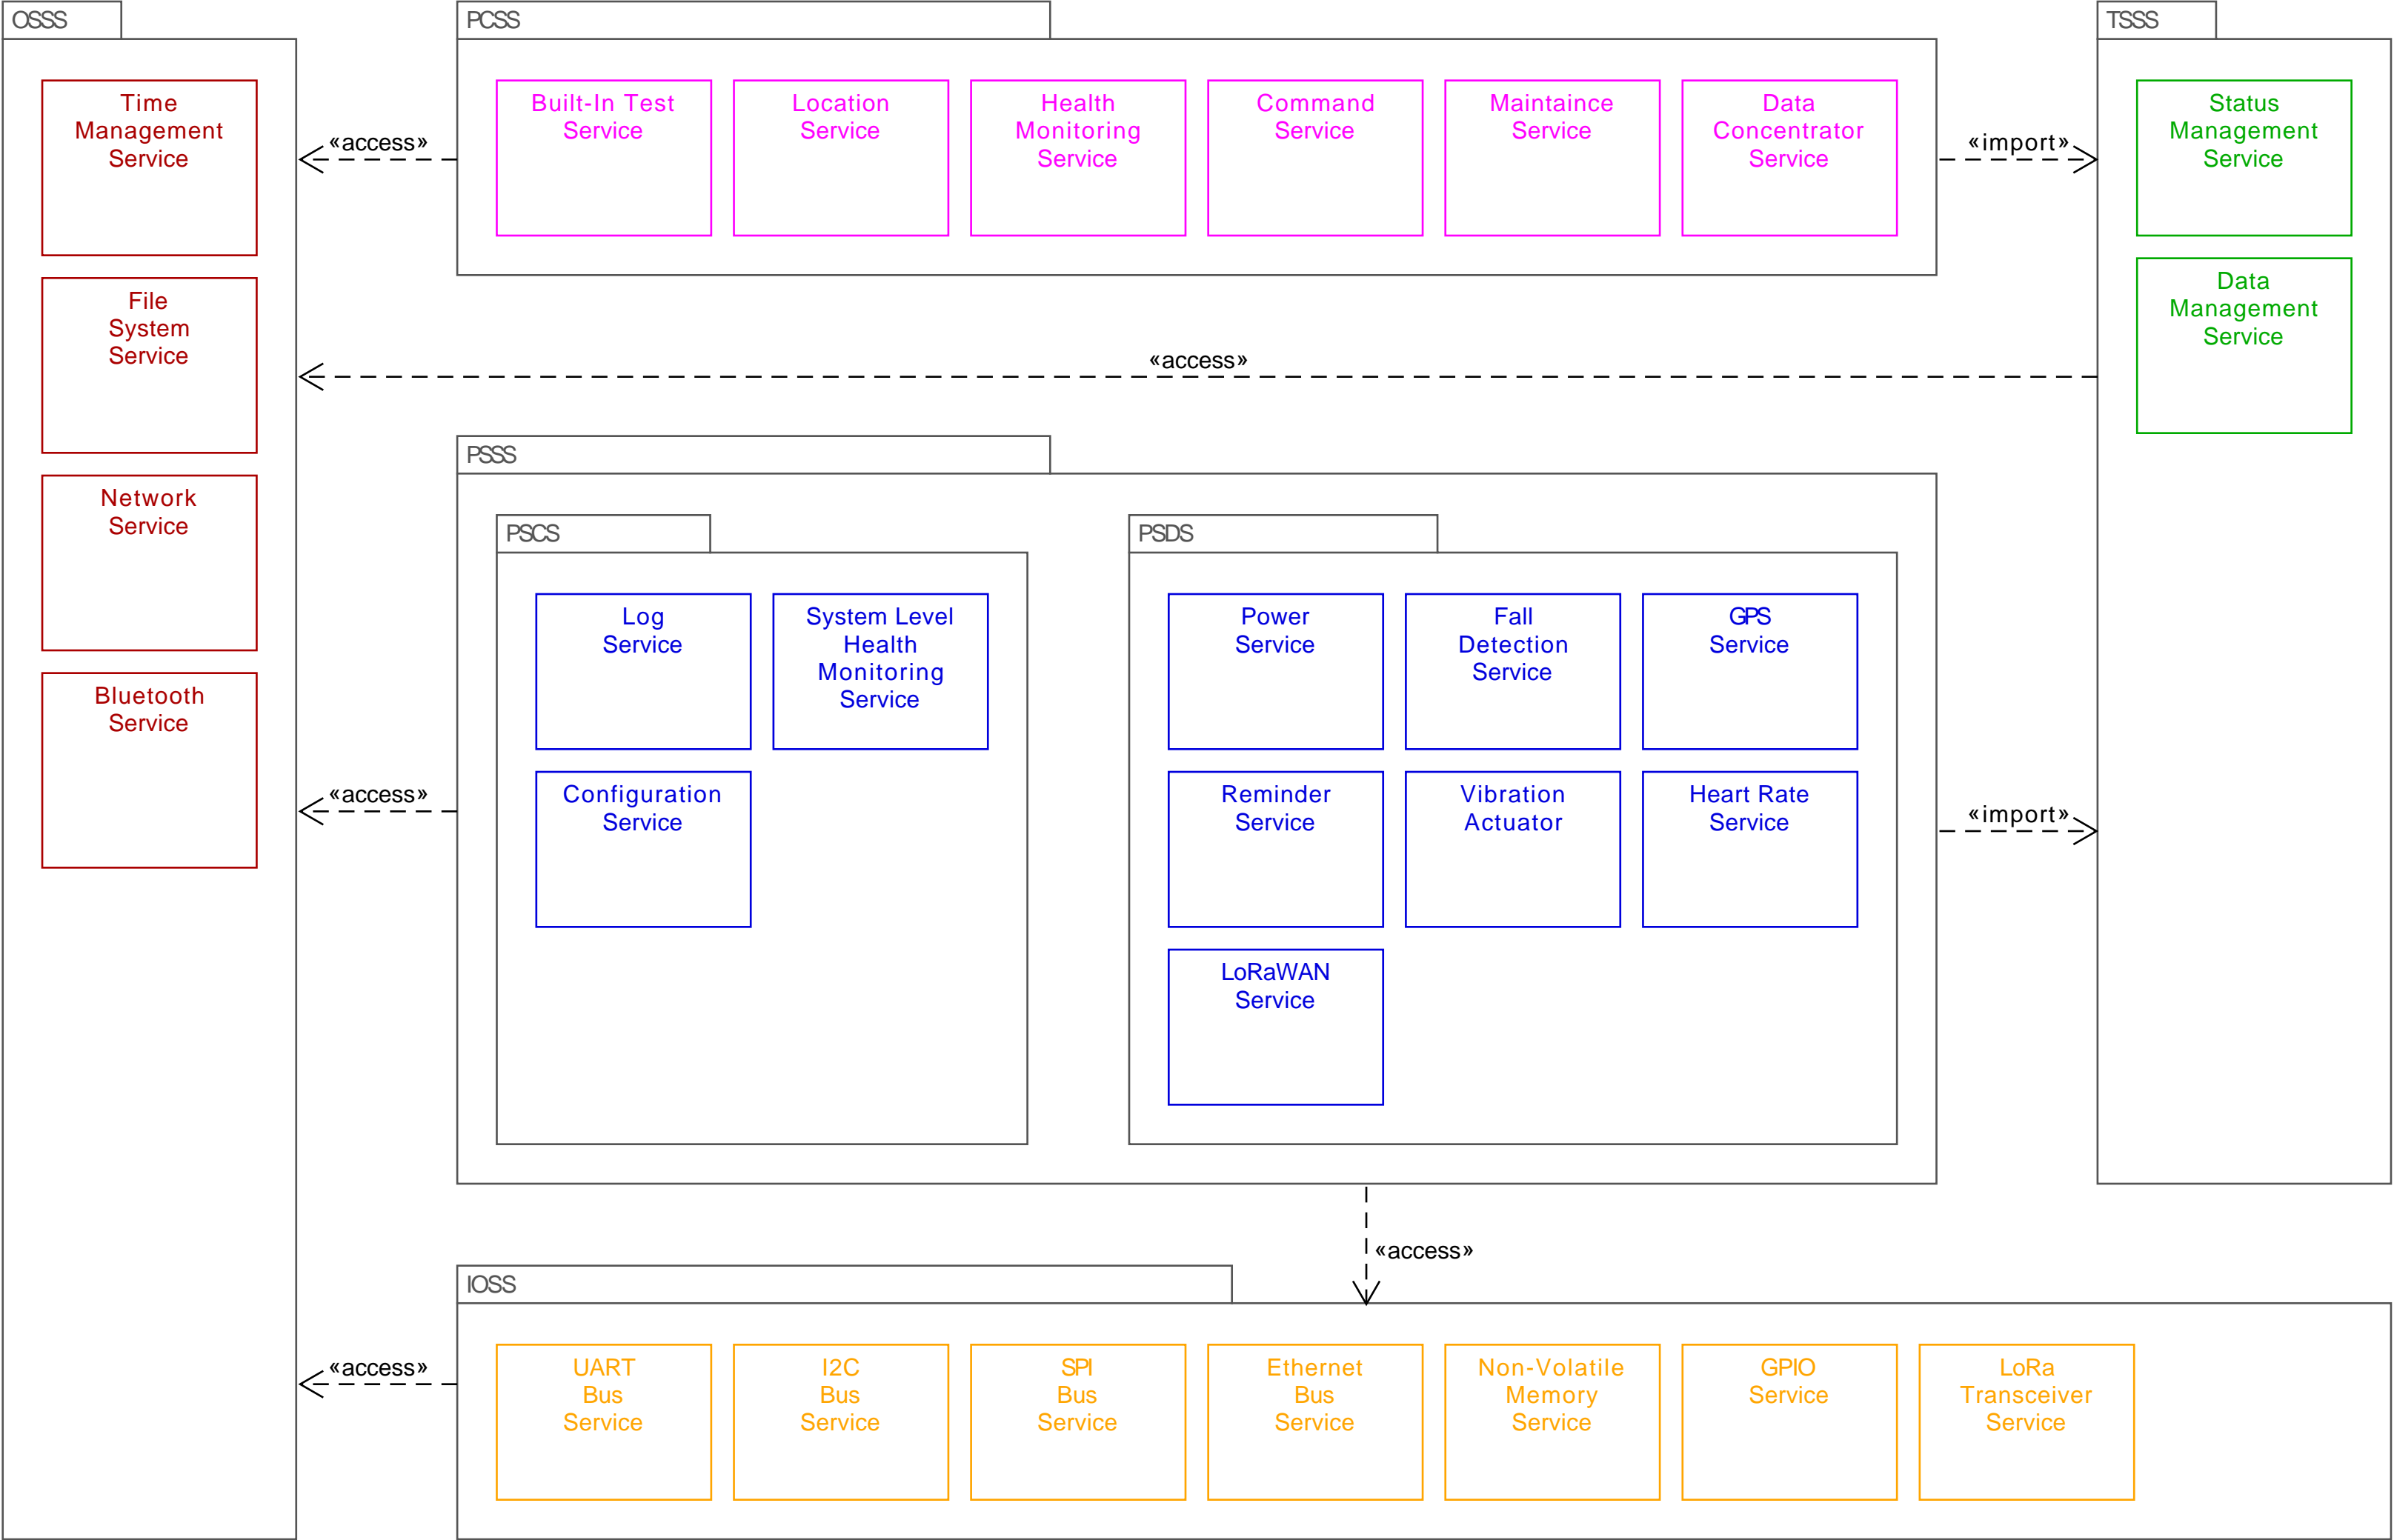 OSSS
Time
Management
Service
File
System
Service
Network
Service
Bluetooth
Service
«access»
«access»
«access»
«access»
PCSS
Built-In Test
Service
Location
Service
Health
Monitoring
Service
Command
Service
Maintaince
Service
Data
Concentrator
Service
«import»
TSSS
Status
Management
Service
Data
Management
Service
PSSS
PSCS
Log
Service
System Level
Health
Monitoring
Service
Configuration
Service
PSDS
Power
Service
Fall
Detection
Service
GPS
Service
Reminder
Service
Vibration
Actuator
Heart Rate
Service
LoRaWAN
Service
«import»
«access»
IOSS
UART
Bus
Service
I2C
Bus
Service
SPI
Bus
Service
Ethernet
Bus
Service
Non-Volatile
Memory
Service
GPIO
Service
LoRa
Transceiver
Service